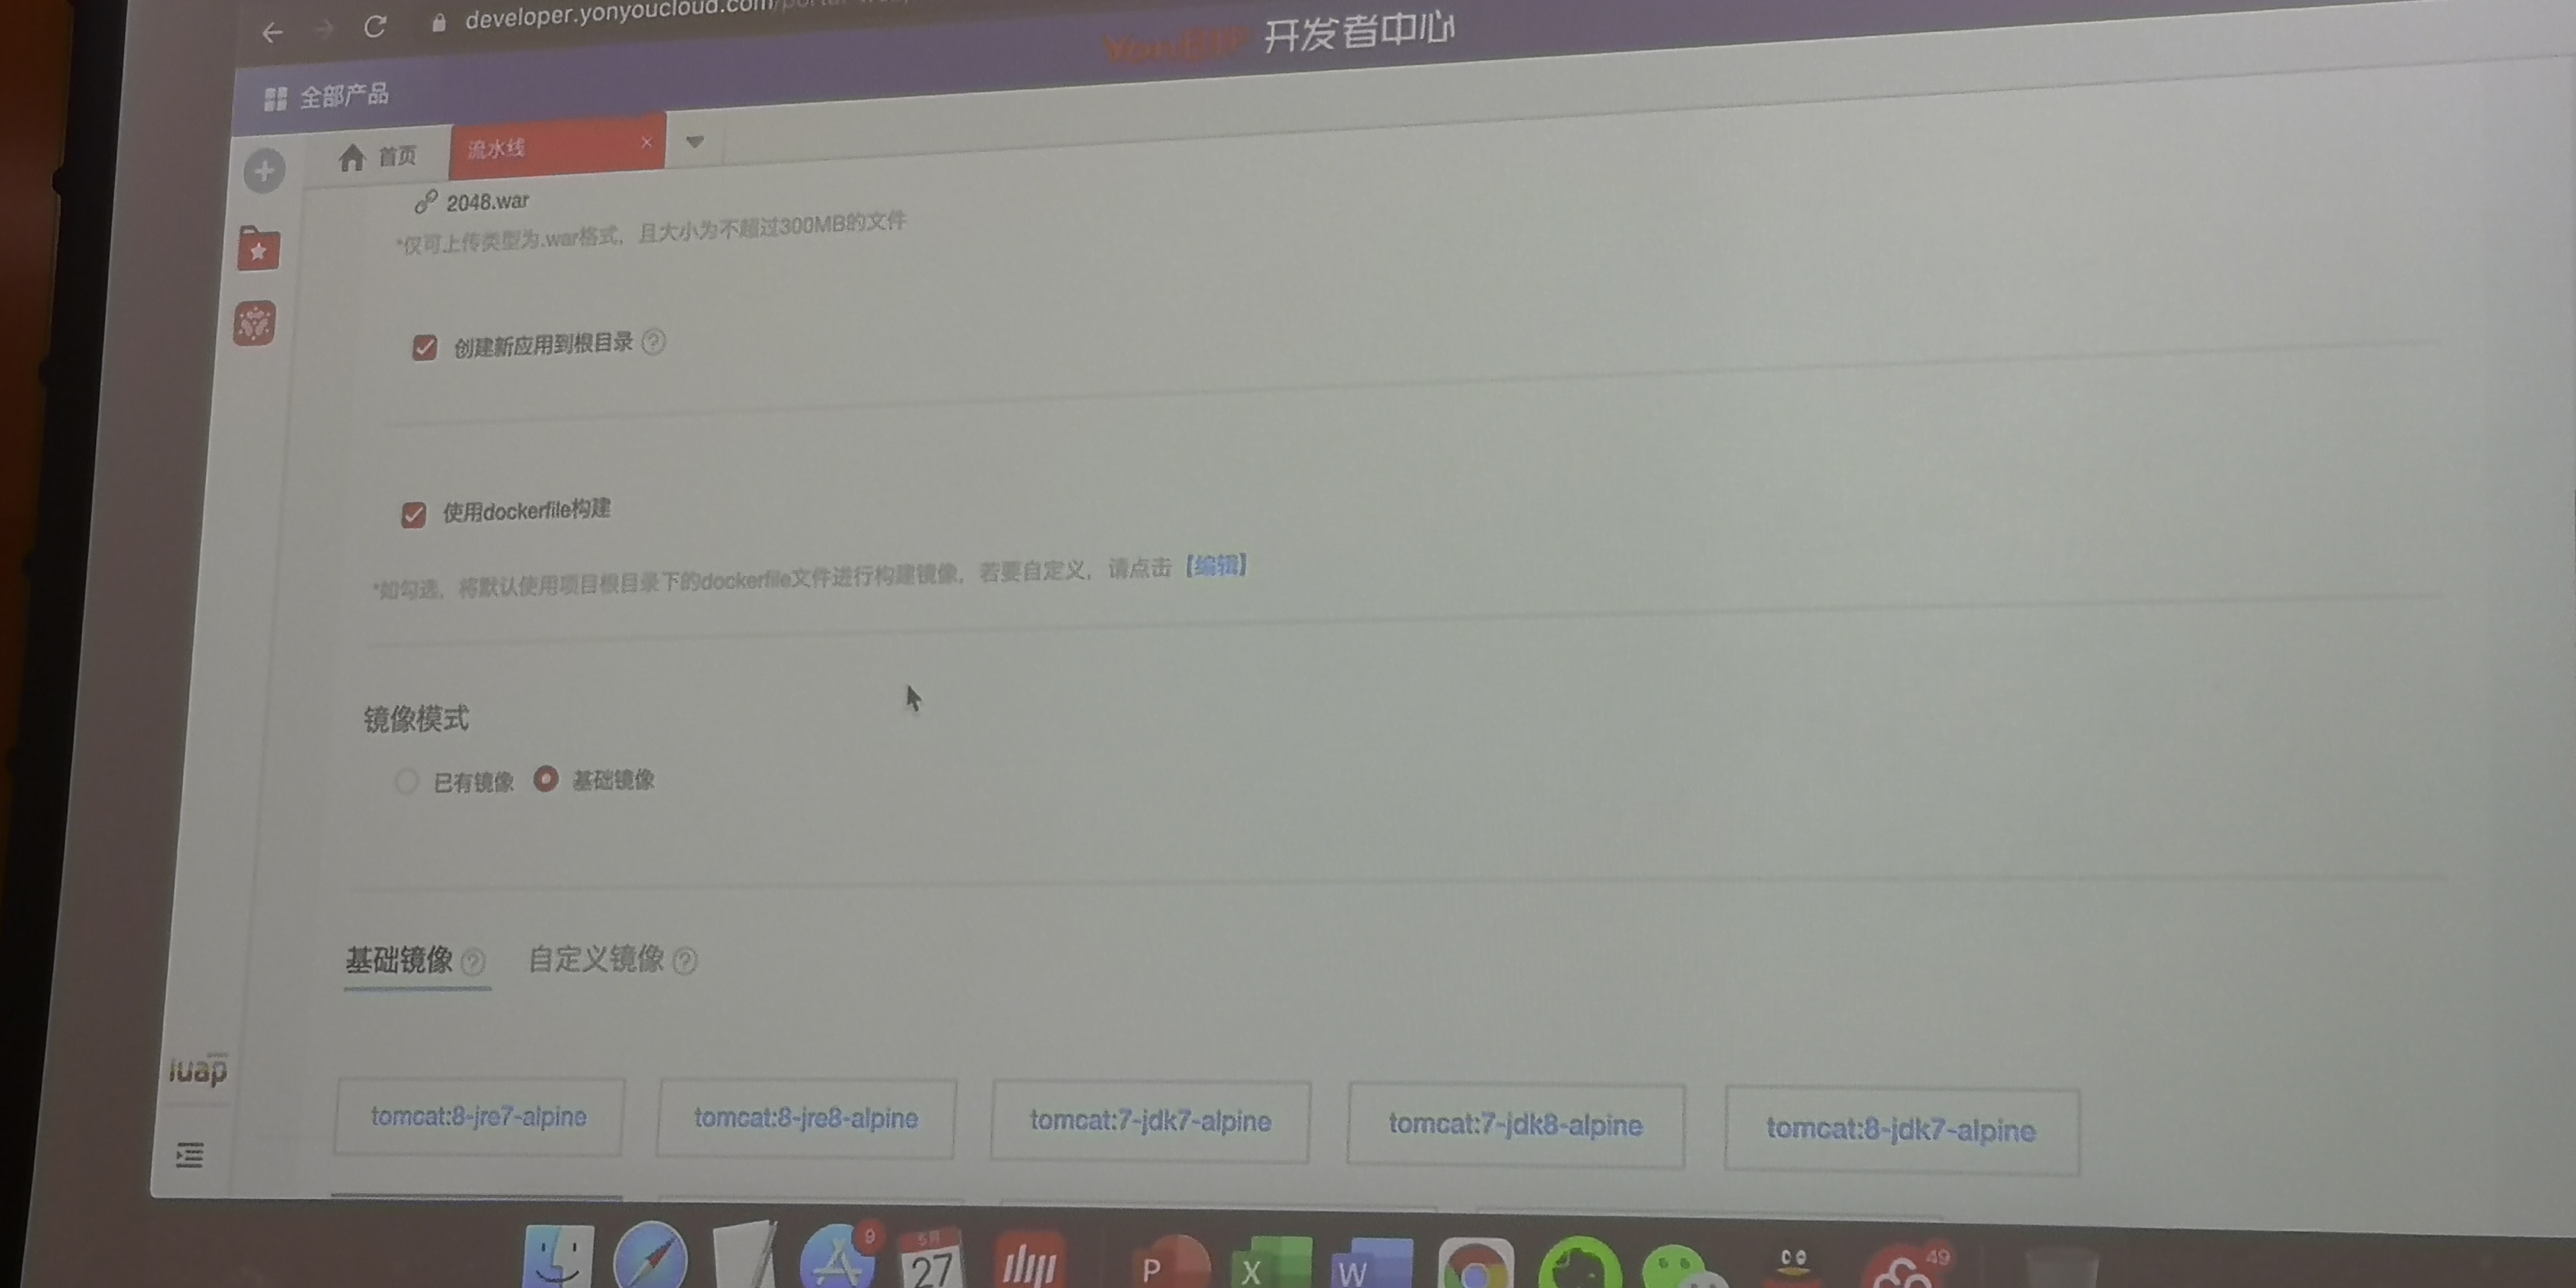 developer.yonyoucloud.com
开发者中心
全部产品
首页
流水线
2048.war
*仅可上传类型为.war格式，且大小为不超过300MB的文件
创建新应用到根目录
使用dockerfile构建
*如勾选，将默认使用项目根目录下的dockerfile文件进行构建镜像，若要自定义，请点击【编辑】
镜像模式
已有镜像 基础镜像
基础镜像 自定义镜像
iuap
tomcat:8-jre7-alpine tomcat:8-jre8-alpine tomcat:7-jdk7-alpine tomcat:7-jdk8-alpine tomcat:8-jdk7-alpine
9
5月
27
P
X
W
49